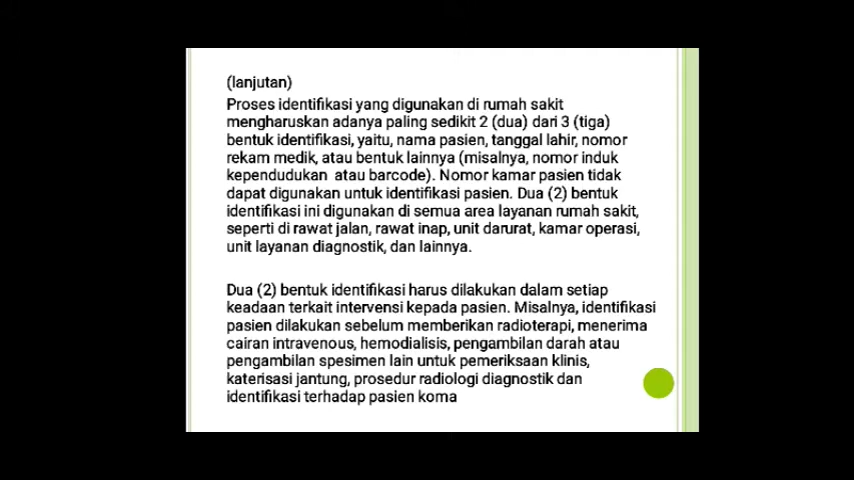 (lanjutan)
Proses identifikasi yang digunakan di rumah sakit
mengharuskan adanya paling sedikit 2 (dua) dari 3 (tiga)
bentuk identifikasi, yaitu, nama pasien, tanggal lahir, nomor
rekam medik, atau bentuk lainnya (misalnya, nomor induk
kependudukan atau barcode). Nomor kamar pasien tidak
dapat digunakan untuk identifikasi pasien. Dua (2) bentuk
identifikasi ini digunakan di semua area layanan rumah sakit,
seperti di rawat jalan, rawat inap, unit darurat, kamar operasi,
unit layanan diagnostik, dan lainnya.
Dua (2) bentuk identifikasi harus dilakukan dalam setiap
keadaan terkait intervensi kepada pasien. Misalnya, identifikasi
pasien dilakukan sebelum memberikan radioterapi, menerima
cairan intravenous, hemodialisis, pengambilan darah atau
pengambilan spesimen lain untuk pemeriksaan klinis,
katerisasi jantung, prosedur radiologi diagnostik dan
identifikasi terhadap pasien koma